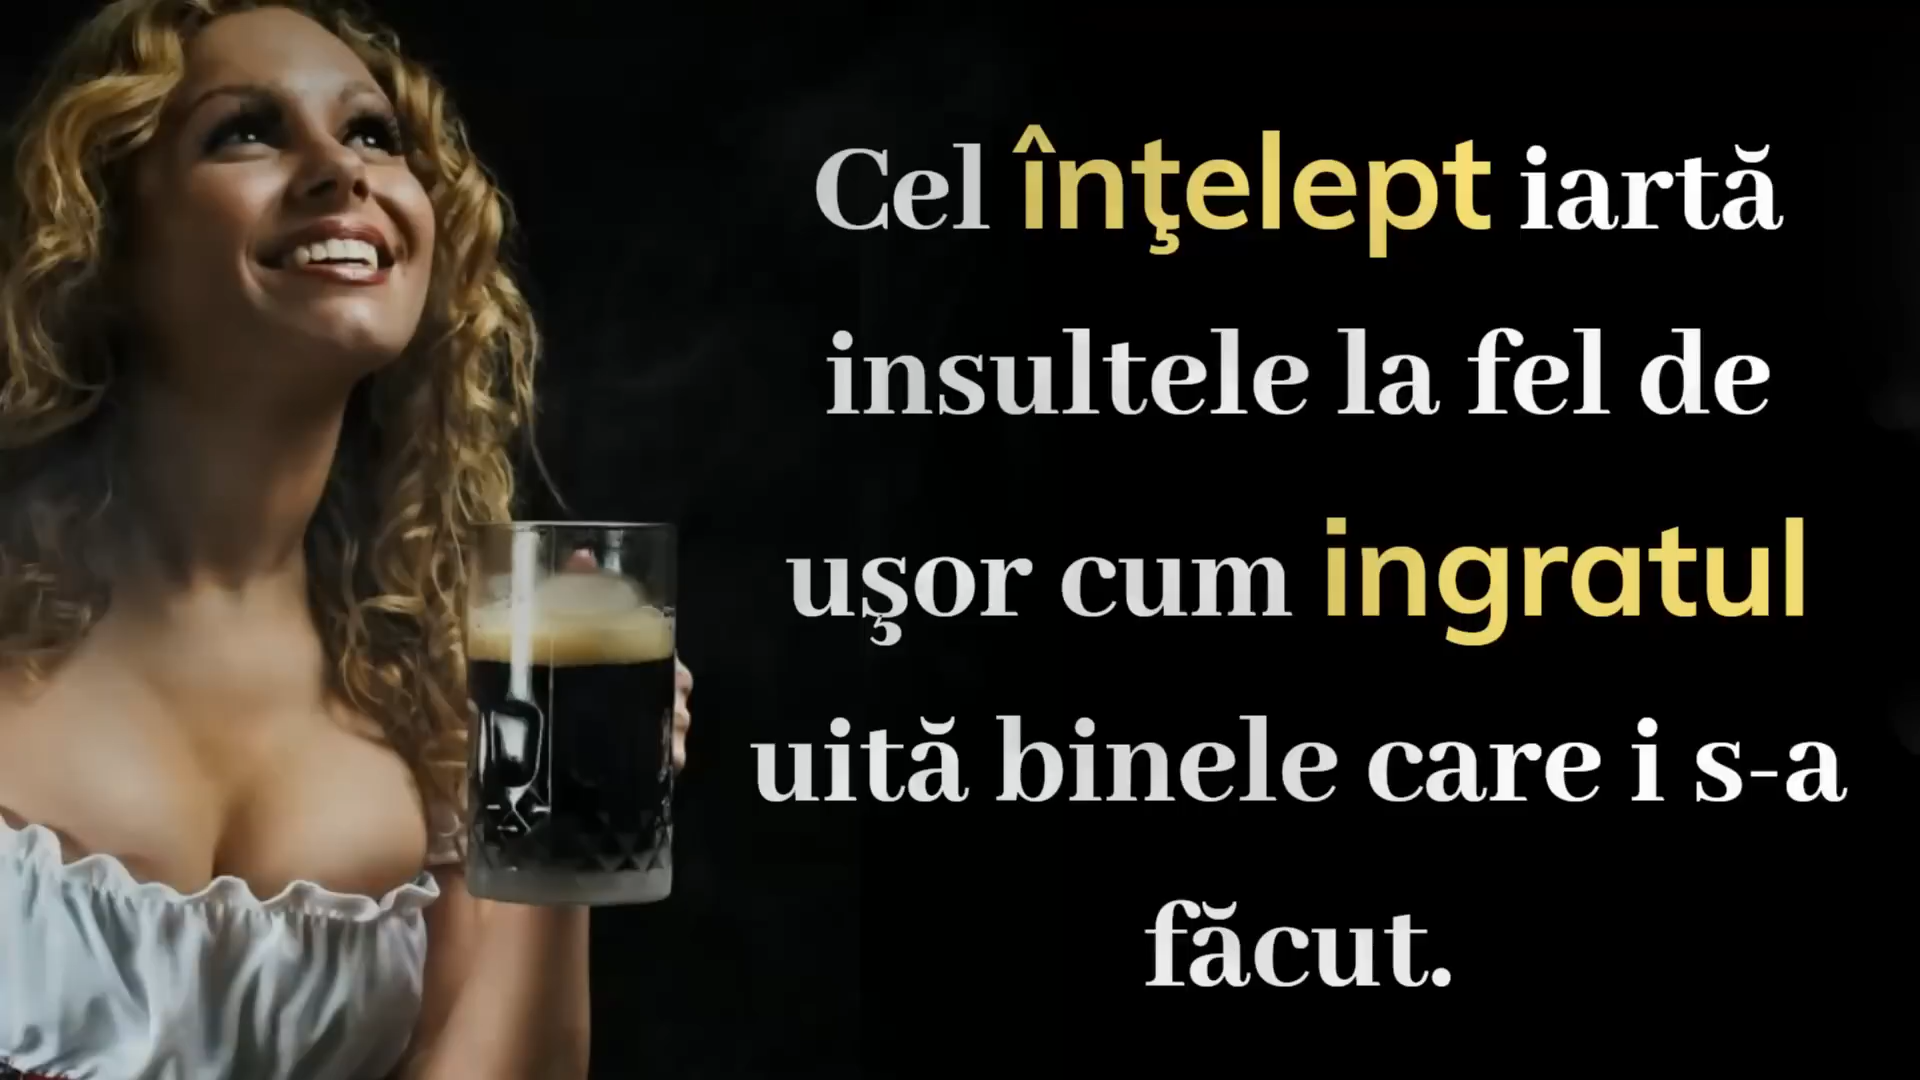 Cel înţelept iartă
insultele la fel de
uşor cum ingratul
uită binele care i s-a
făcut.